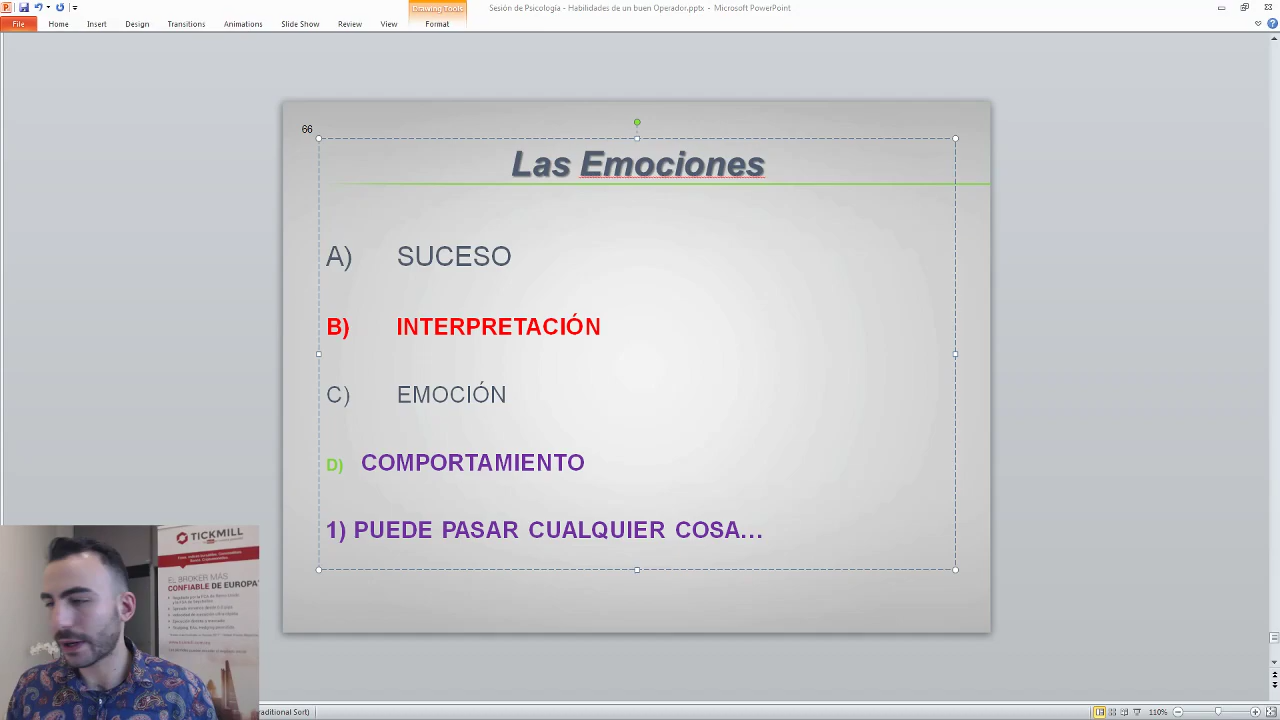 Drawing Tools
Sesión de Psicología - Habilidades de un buen Operador.pptx - Microsoft PowerPoint
File Home Insert Design Transitions Animations Slide Show Review View Format
66
Las Emociones
A) SUCESO
B) INTERPRETACIÓN
C) EMOCIÓN
D) COMPORTAMIENTO
1) PUEDE PASAR CUALQUIER COSA...
TICKMILL
EL BROKER MÁS
CONFIABLE DE EUROPA
raditional Sort)
110%